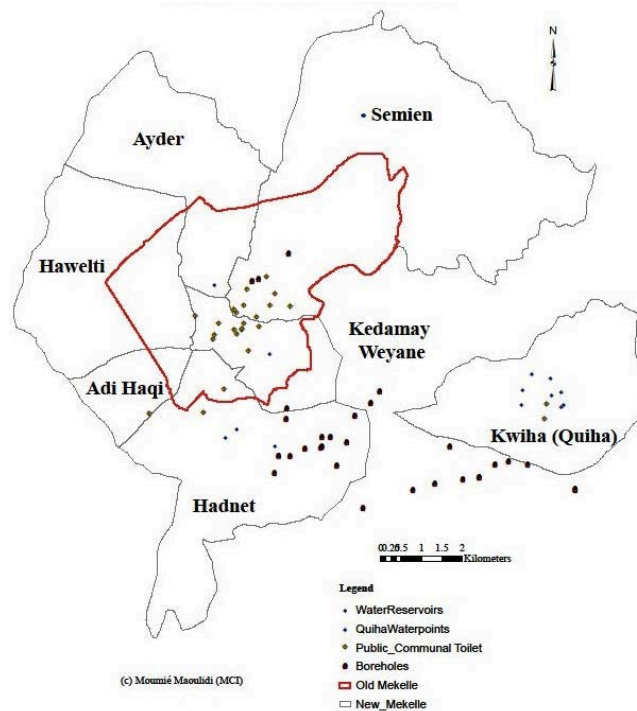 N
Semien
Ayder
Hawelti
Kedamay
Weyane
Adi Haqi
Kwiha (Quiha)
Hadnet
0 0.25 0.5 1 1.5 2
Kilometers
Legend
WaterReservoirs
QuihaWaterpoints
Public_Communal Toilet
Boreholes
Old Mekelle
New_Mekelle
(c) Moumié Maoulidi (MCI)